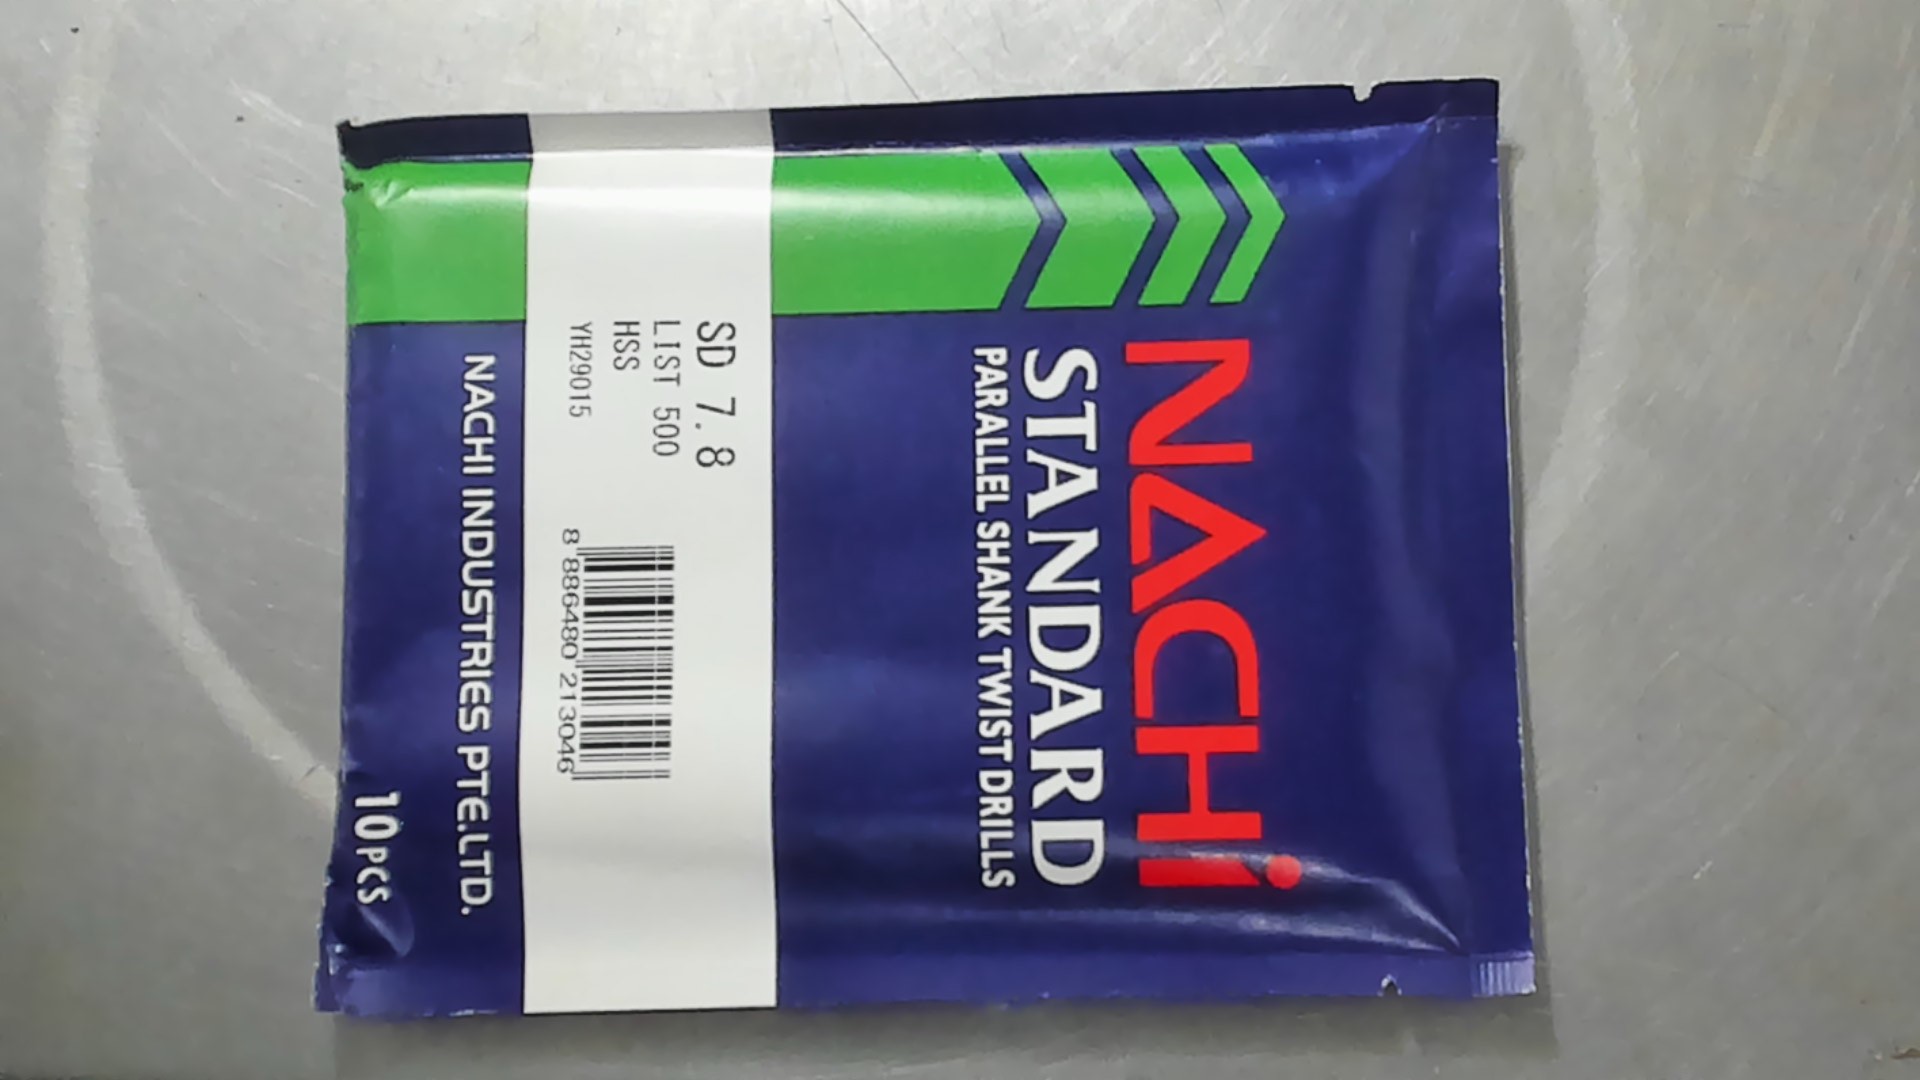 NACHi
STANDARD
PARALLEL SHANK TWIST DRILLS
SD 7.8
LIST 500
HSS
YH29015
8 886480 213046
NACHI INDUSTRIES PTE.LTD.
10PCS